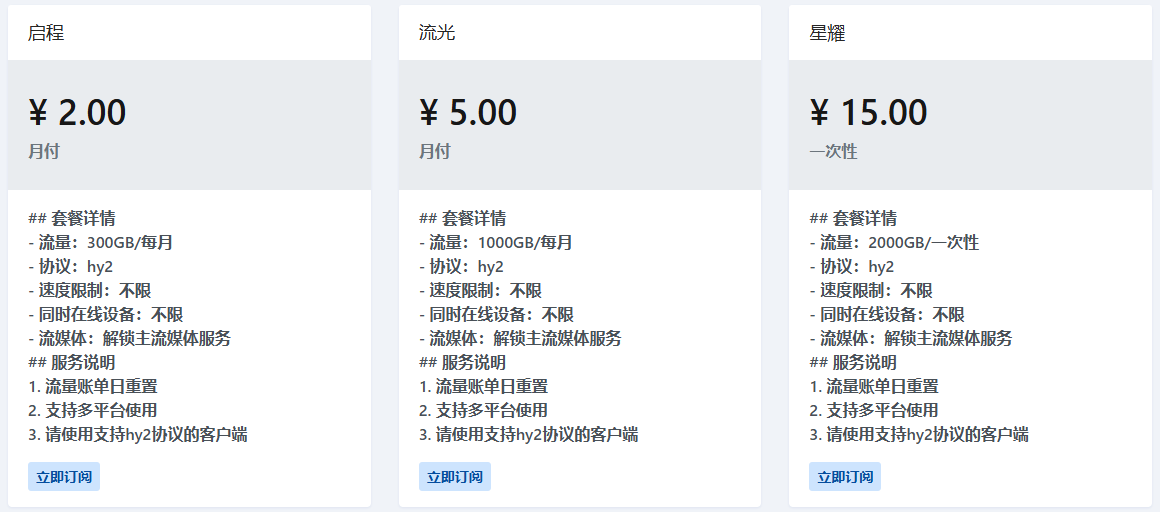 启程
¥ 2.00
月付
## 套餐详情
- 流量：300GB/每月
- 协议：hy2
- 速度限制：不限
- 同时在线设备：不限
- 流媒体：解锁主流媒体服务
## 服务说明
1. 流量账单日重置
2. 支持多平台使用
3. 请使用支持hy2协议的客户端
立即订阅
流光
¥ 5.00
月付
## 套餐详情
- 流量：1000GB/每月
- 协议：hy2
- 速度限制：不限
- 同时在线设备：不限
- 流媒体：解锁主流媒体服务
## 服务说明
1. 流量账单日重置
2. 支持多平台使用
3. 请使用支持hy2协议的客户端
立即订阅
星耀
¥ 15.00
一次性
## 套餐详情
- 流量：2000GB/一次性
- 协议：hy2
- 速度限制：不限
- 同时在线设备：不限
- 流媒体：解锁主流媒体服务
## 服务说明
1. 流量账单日重置
2. 支持多平台使用
3. 请使用支持hy2协议的客户端
立即订阅